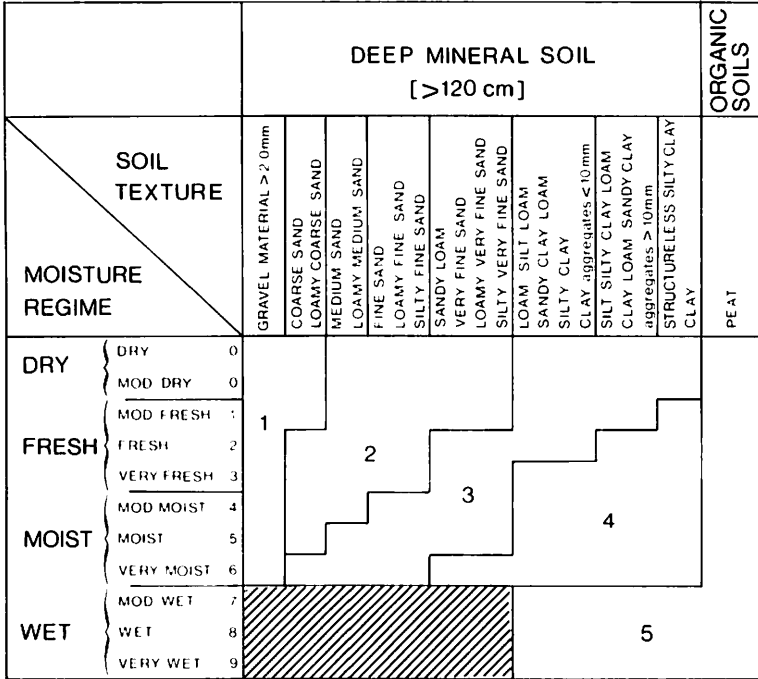 DEEP MINERAL SOIL
[>120 cm]
ORGANIC
SOILS
SOIL
TEXTURE
MOISTURE
REGIME
GRAVEL MATERIAL >2.0mm
COARSE SAND
LOAMY COARSE SAND
MEDIUM SAND
LOAMY MEDIUM SAND
FINE SAND
LOAMY FINE SAND
SILTY FINE SAND
SANDY LOAM
VERY FINE SAND
LOAMY VERY FINE SAND
SILTY VERY FINE SAND
LOAM SILT LOAM
SANDY CLAY LOAM
SILTY CLAY
CLAY aggregates <10mm
SILT SILTY CLAY LOAM
CLAY LOAM SANDY CLAY
aggregates >10mm
STRUCTURELESS SILTY CLAY
CLAY
PEAT
DRY
DRY 0
MOD DRY 0
FRESH
MOD FRESH 1
FRESH 2
VERY FRESH 3
MOIST
MOD MOIST 4
MOIST 5
VERY MOIST 6
WET
MOD WET 7
WET 8
VERY WET 9
1
2
3
4
5